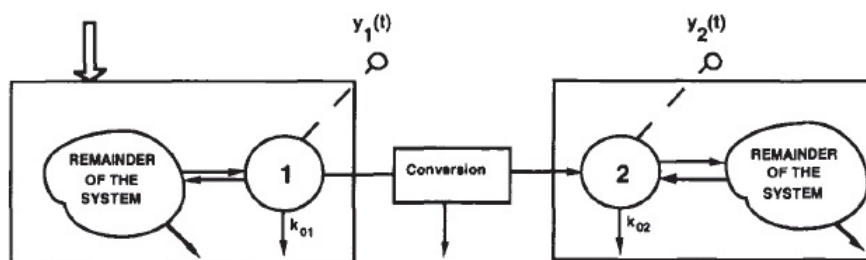 y1(t)
y2(t)
REMAINDER
OF THE
SYSTEM
1
Conversion
2
REMAINDER
OF THE
SYSTEM
k01
k02